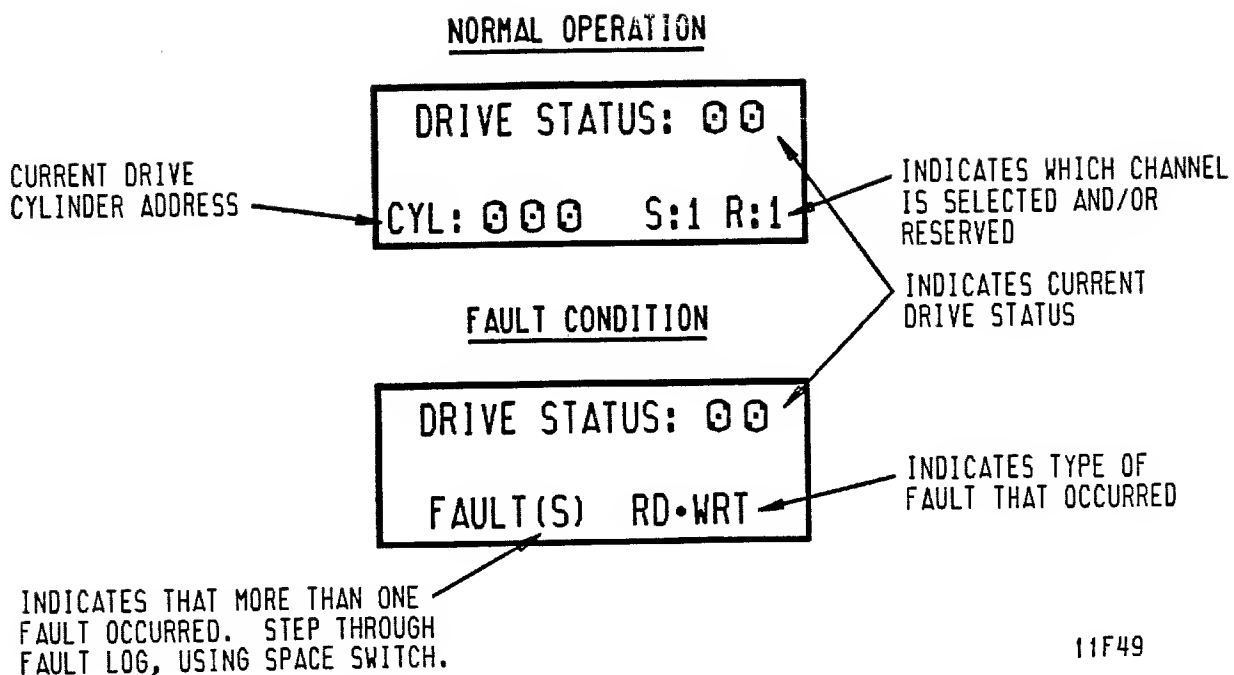 NORMAL OPERATION
DRIVE STATUS: 00
CURRENT DRIVE
CYLINDER ADDRESS
CYL: 000 S:1 R:1
INDICATES WHICH CHANNEL
IS SELECTED AND/OR
RESERVED
INDICATES CURRENT
DRIVE STATUS
FAULT CONDITION
DRIVE STATUS: 00
FAULT(S) RD•WRT
INDICATES TYPE OF
FAULT THAT OCCURRED
INDICATES THAT MORE THAN ONE
FAULT OCCURRED. STEP THROUGH
FAULT LOG, USING SPACE SWITCH.
11F49